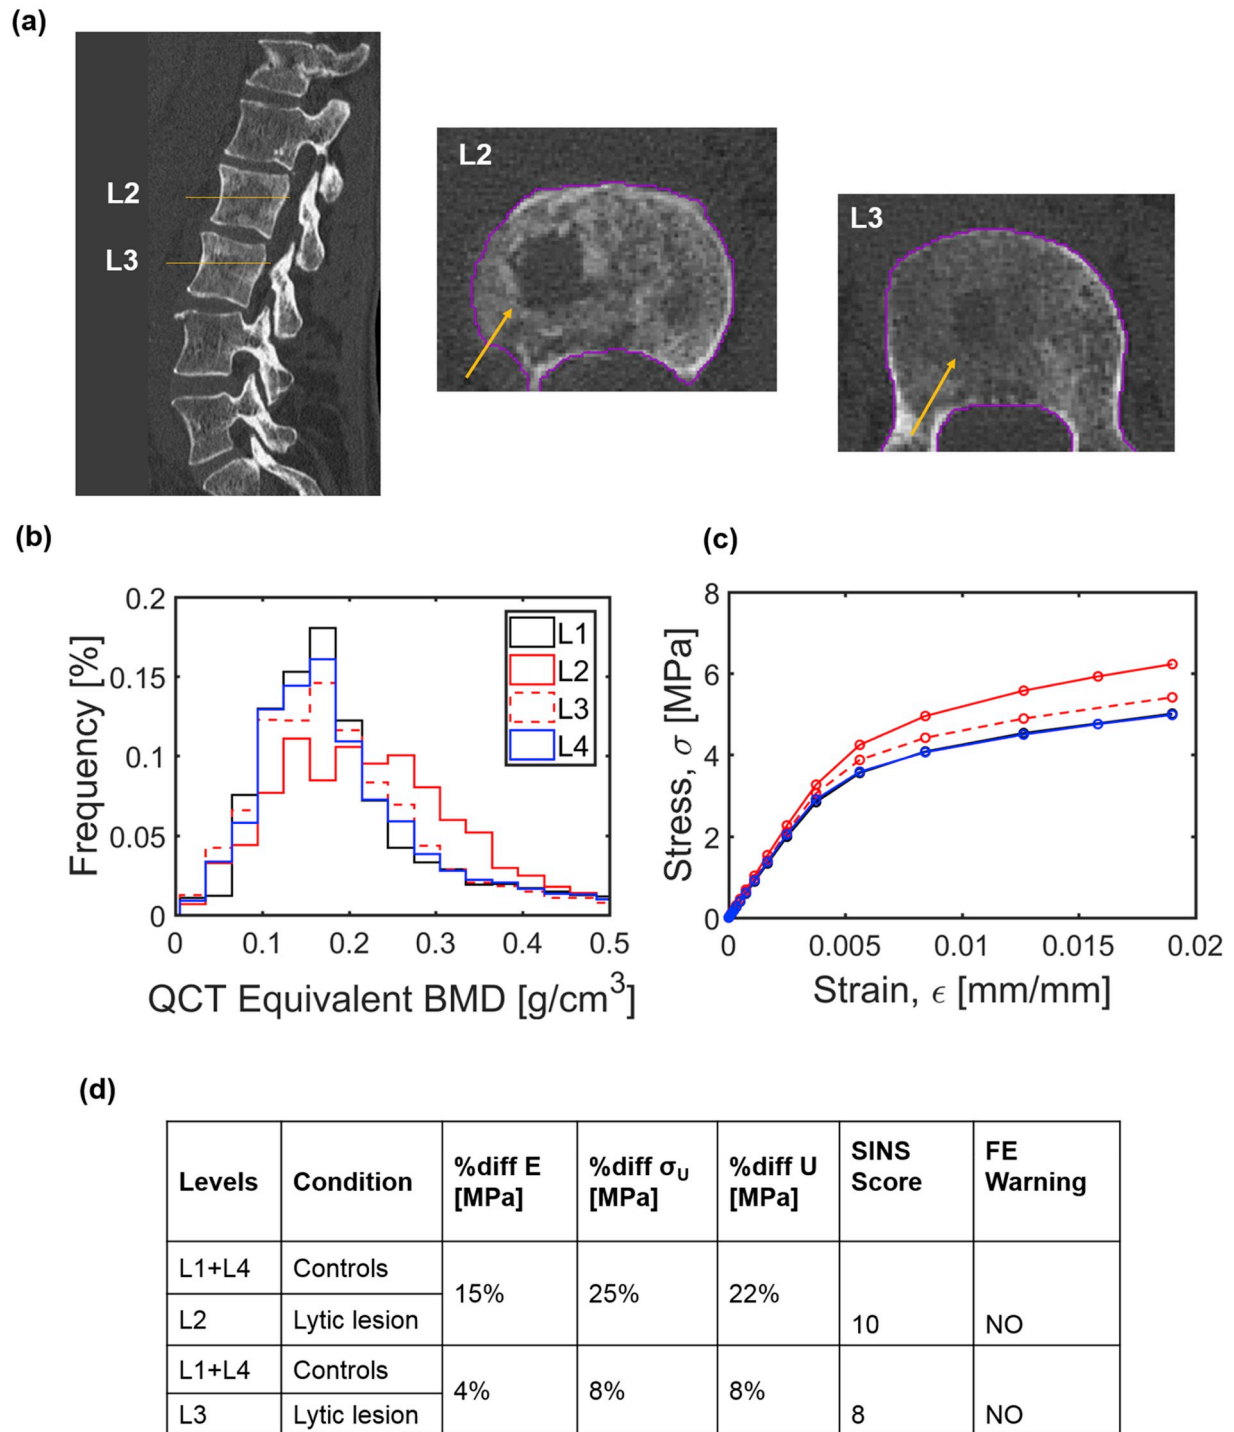 (a)
L2
L3
L2
L3
(b)
(c)
0.2
0.15
0.1
0.05
0
Frequency [%]
L1
L2
L3
L4
0 0.1 0.2 0.3 0.4 0.5
QCT Equivalent BMD [g/cm³]
8
6
4
2
0
Stress, σ [MPa]
0 0.005 0.01 0.015 0.02
Strain, ϵ [mm/mm]
(d)
Levels Condition %diff E [MPa] %diff σU [MPa] %diff U [MPa] SINS Score FE Warning
L1+L4 Controls
15% 25% 22%
L2 Lytic lesion 10 NO
L1+L4 Controls
4% 8% 8%
L3 Lytic lesion 8 NO